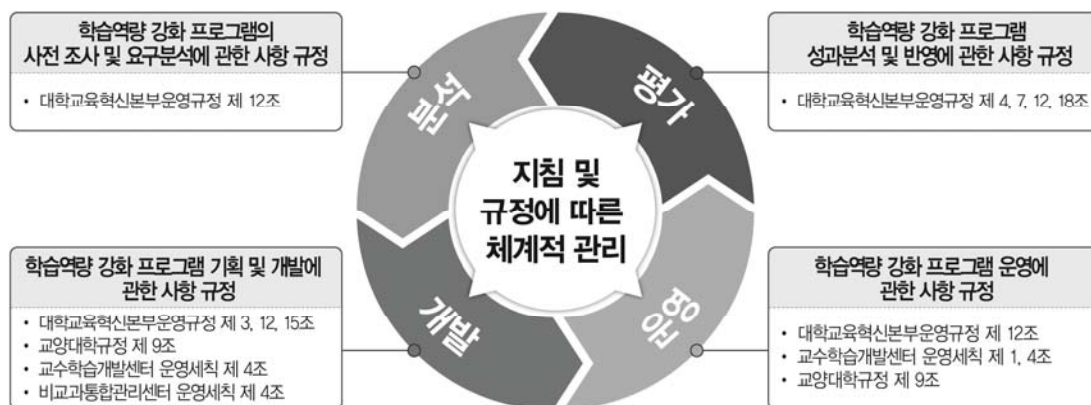 학습역량 강화 프로그램의
사전 조사 및 요구분석에 관한 사항 규정
• 대학교육혁신본부운영규정 제 12조
학습역량 강화 프로그램
성과분석 및 반영에 관한 사항 규정
• 대학교육혁신본부운영규정 제 4, 7, 12, 18조
분석
평가
지침 및
규정에 따른
체계적 관리
개발
운영
학습역량 강화 프로그램 기획 및 개발에
관한 사항 규정
• 대학교육혁신본부운영규정 제 3, 12, 15조
• 교양대학규정 제 9조
• 교수학습개발센터 운영세칙 제 4조
• 비교과통합관리센터 운영세칙 제 4조
학습역량 강화 프로그램 운영에
관한 사항 규정
• 대학교육혁신본부운영규정 제 12조
• 교수학습개발센터 운영세칙 제 1, 4조
• 교양대학규정 제 9조